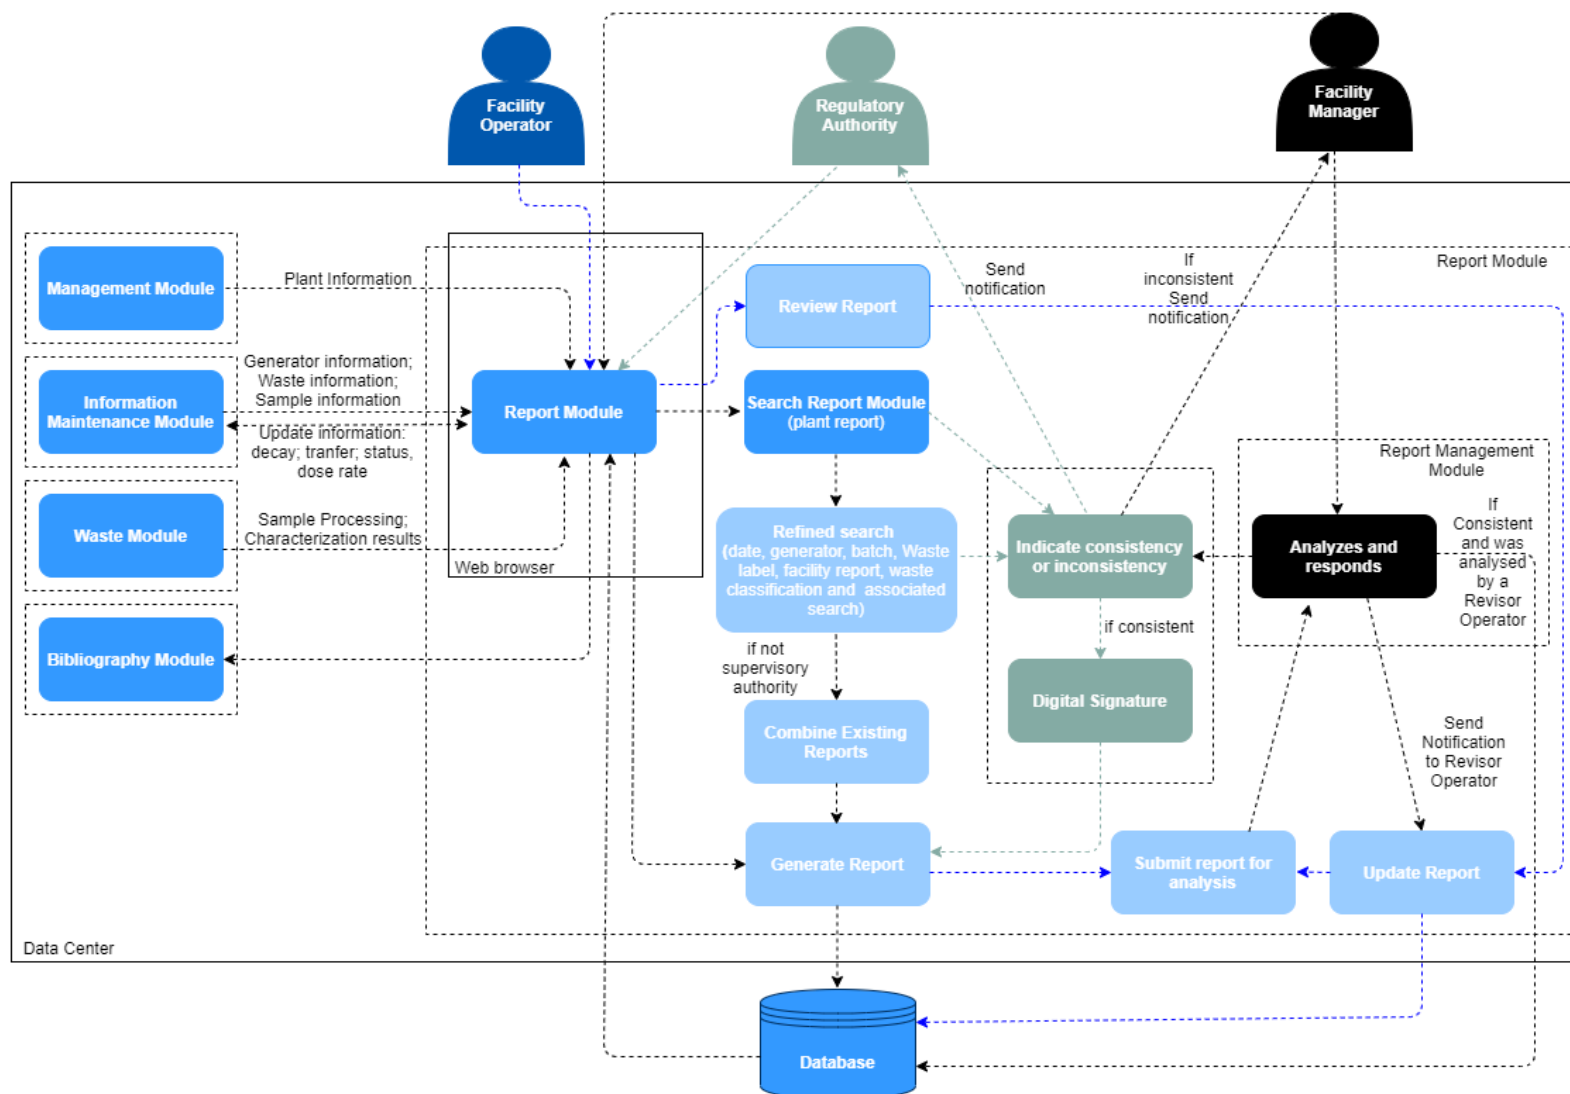 Facility
Operator
Regulatory
Authority
Facility
Manager
Management Module
Plant Information
Review Report
Send
notification
If
inconsistent
Send
notification
Report Module
Generator information;
Waste information;
Sample information
Information
Maintenance Module
Update information:
decay; tranfer; status,
dose rate
Report Module
Search Report Module
(plant report)
Report Management
Module
Waste Module
Sample Processing;
Characterization results
Web browser
Refined search
(date, generator, batch, Waste
label, facility report, waste
classification and associated
search)
Indicate consistency
or inconsistency
Analyzes and
responds
If
Consistent
and was
analysed
by a
Revisor
Operator
Bibliography Module
if not
supervisory
authority
if consistent
Digital Signature
Combine Existing
Reports
Send
Notification
to Revisor
Operator
Generate Report
Submit report for
analysis
Update Report
Data Center
Database